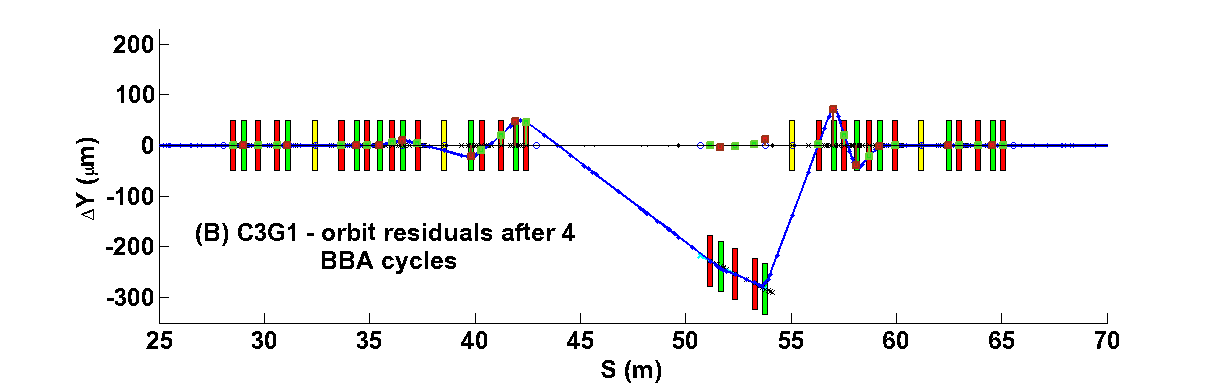 200
100
0
-100
-200
-300
ΔY (μm)
(B) C3G1 - orbit residuals after 4
BBA cycles
25 30 35 40 45 50 55 60 65 70
S (m)